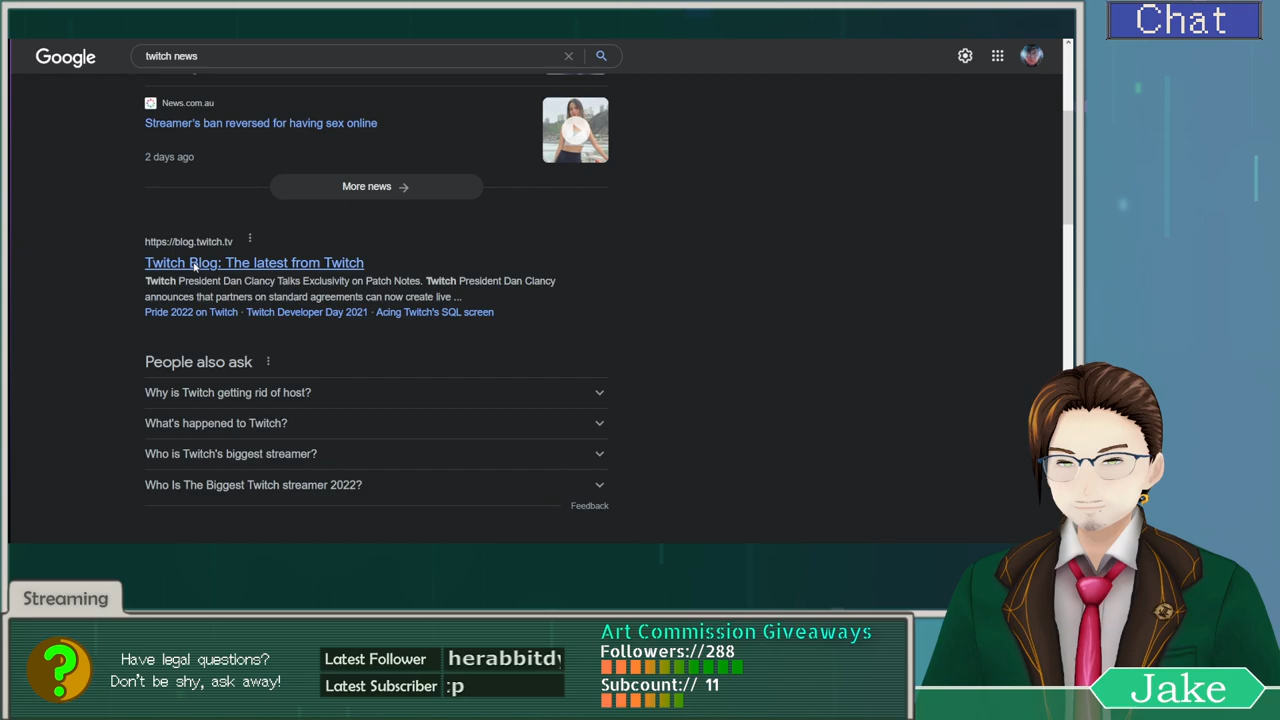 Chat
Google
twitch news
News.com.au
Streamer's ban reversed for having sex online
2 days ago
More news
https://blog.twitch.tv
Twitch Blog: The latest from Twitch
Twitch President Dan Clancy Talks Exclusivity on Patch Notes. Twitch President Dan Clancy
announces that partners on standard agreements can now create live ...
Pride 2022 on Twitch · Twitch Developer Day 2021 · Acing Twitch's SQL screen
People also ask
Why is Twitch getting rid of host?
What's happened to Twitch?
Who is Twitch's biggest streamer?
Who Is The Biggest Twitch streamer 2022?
Feedback
Streaming
Have legal questions?
Don't be shy, ask away!
Latest Follower
herabbitdy
Latest Subscriber
:p
Art Commission Giveaways
Followers://288
Subcount:// 11
Jake